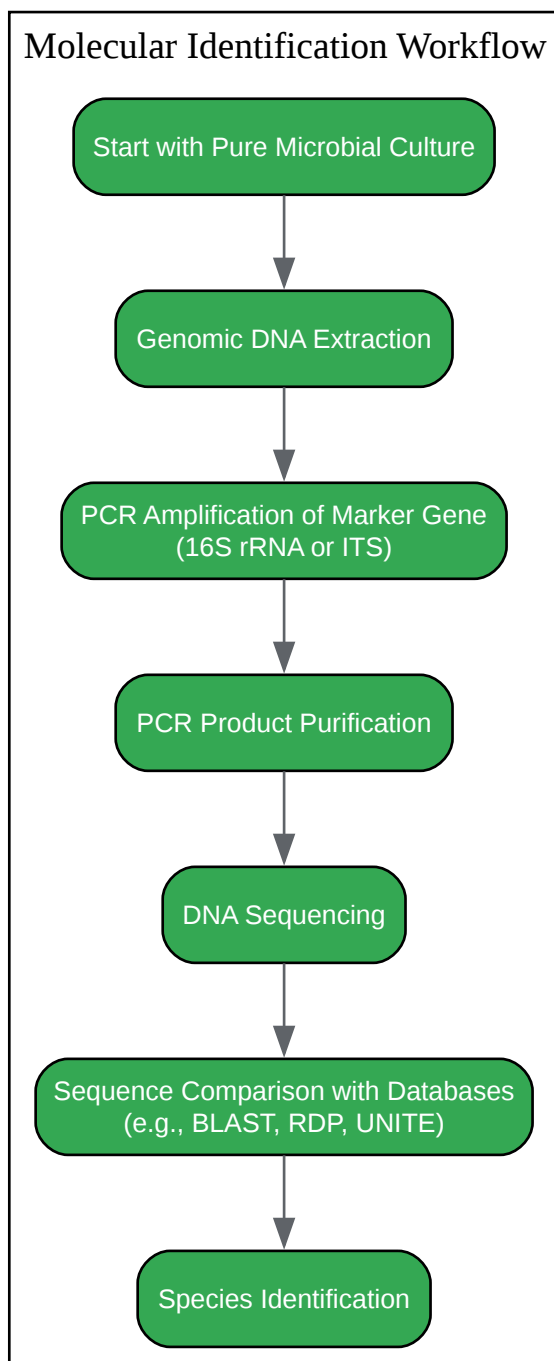 Molecular Identification Workflow
Start with Pure Microbial Culture
Genomic DNA Extraction
PCR Amplification of Marker Gene
(16S rRNA or ITS)
PCR Product Purification
DNA Sequencing
Sequence Comparison with Databases
(e.g., BLAST, RDP, UNITE)
Species Identification